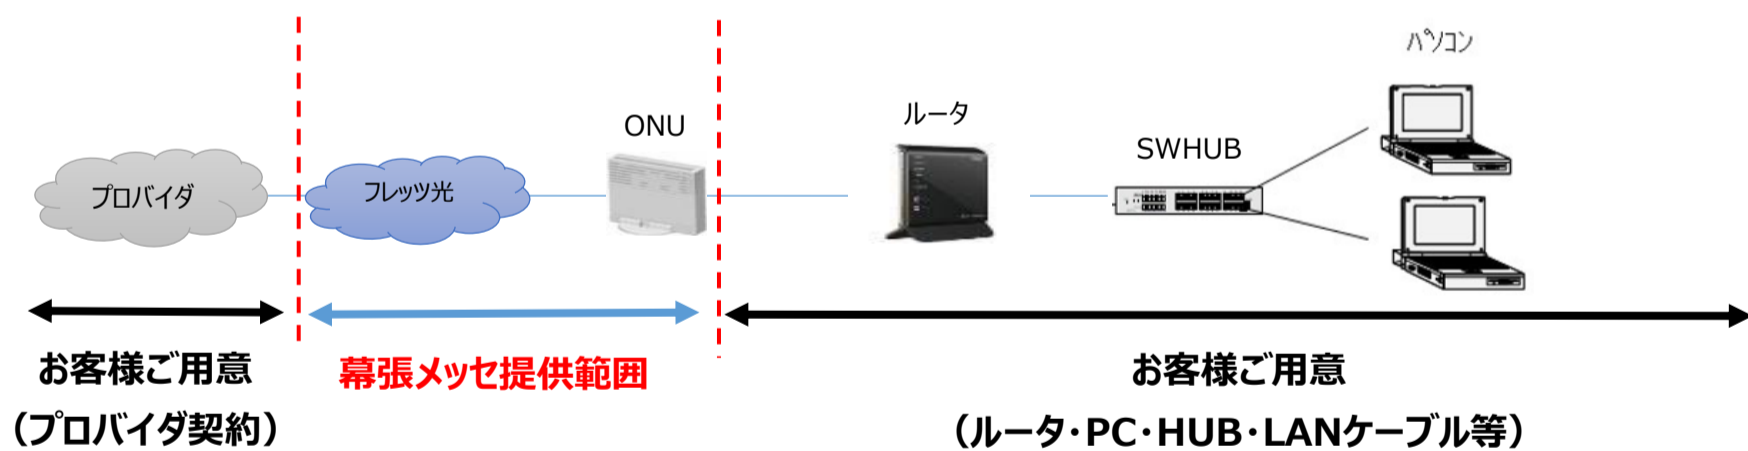 パソコン
ルータ
ONU
SWHUB
プロバイダ
フレッツ光
お客様ご用意
（プロバイダ契約）
幕張メッセ提供範囲
お客様ご用意
（ルータ・PC・HUB・LANケーブル等）